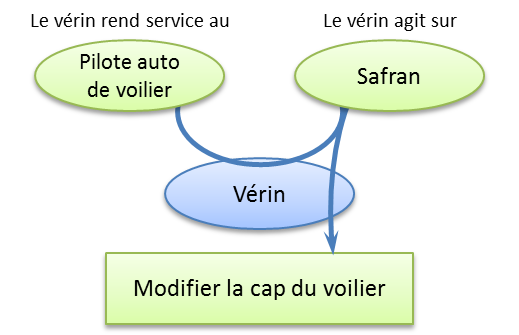 Le vérin rend service au
Le vérin agit sur
Pilote auto
de voilier
Safran
Vérin
Modifier la cap du voilier